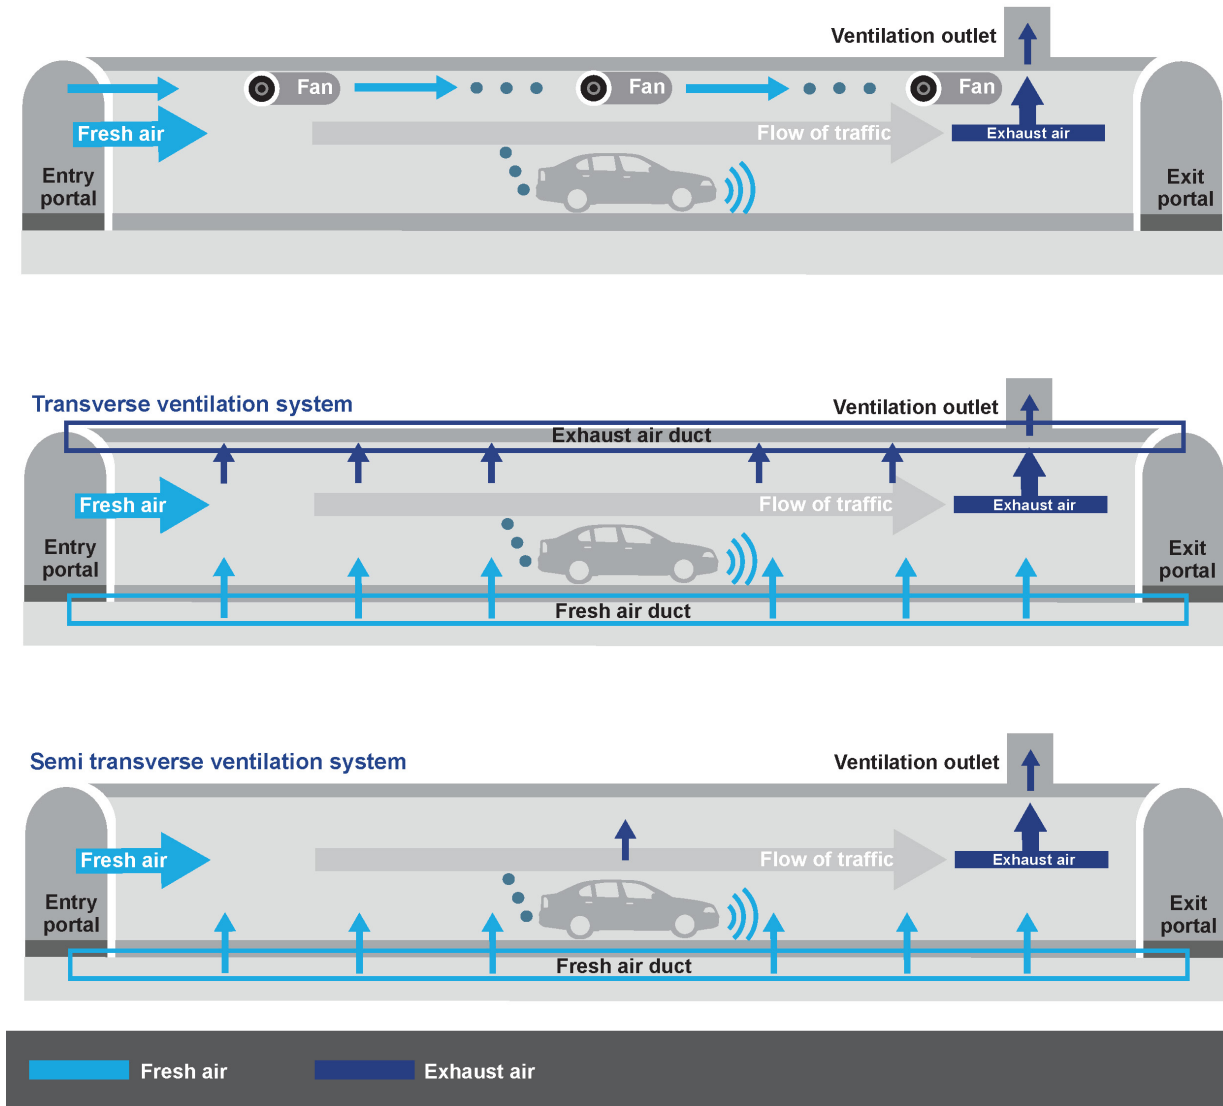 Ventilation outlet
Fan
Fan
Fan
Fresh air
Flow of traffic
Exhaust air
Entry
portal
Exit
portal
Transverse ventilation system
Ventilation outlet
Exhaust air duct
Fresh air
Flow of traffic
Exhaust air
Entry
portal
Exit
portal
Fresh air duct
Semi transverse ventilation system
Ventilation outlet
Fresh air
Flow of traffic
Exhaust air
Entry
portal
Exit
portal
Fresh air duct
Fresh air
Exhaust air